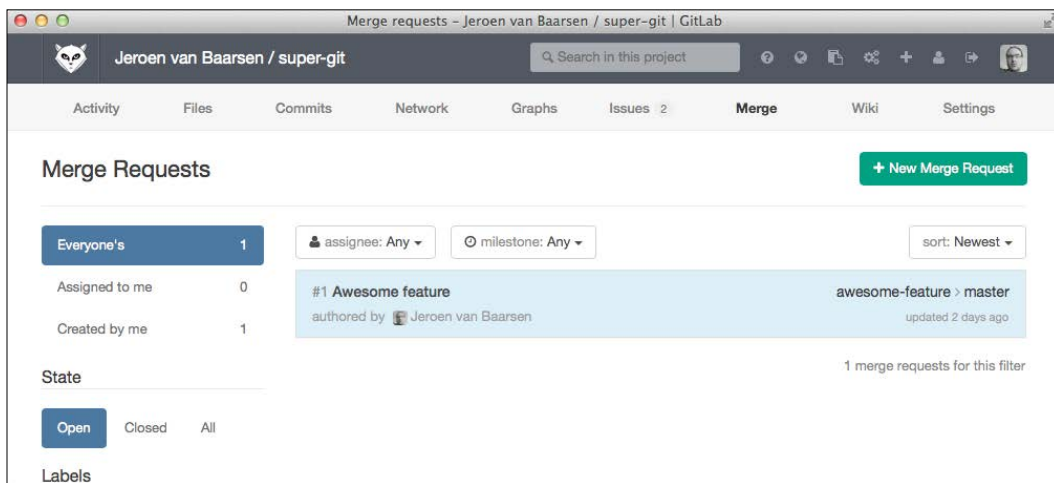 Merge requests – Jeroen van Baarsen / super-git | GitLab
Jeroen van Baarsen / super-git Search in this project
Activity Files Commits Network Graphs Issues 2 Merge Wiki Settings
Merge Requests + New Merge Request
Everyone's 1 assignee: Any milestone: Any sort: Newest
Assigned to me 0 #1 Awesome feature awesome-feature > master
authored by Jeroen van Baarsen updated 2 days ago
Created by me 1
1 merge requests for this filter
State
Open Closed All
Labels